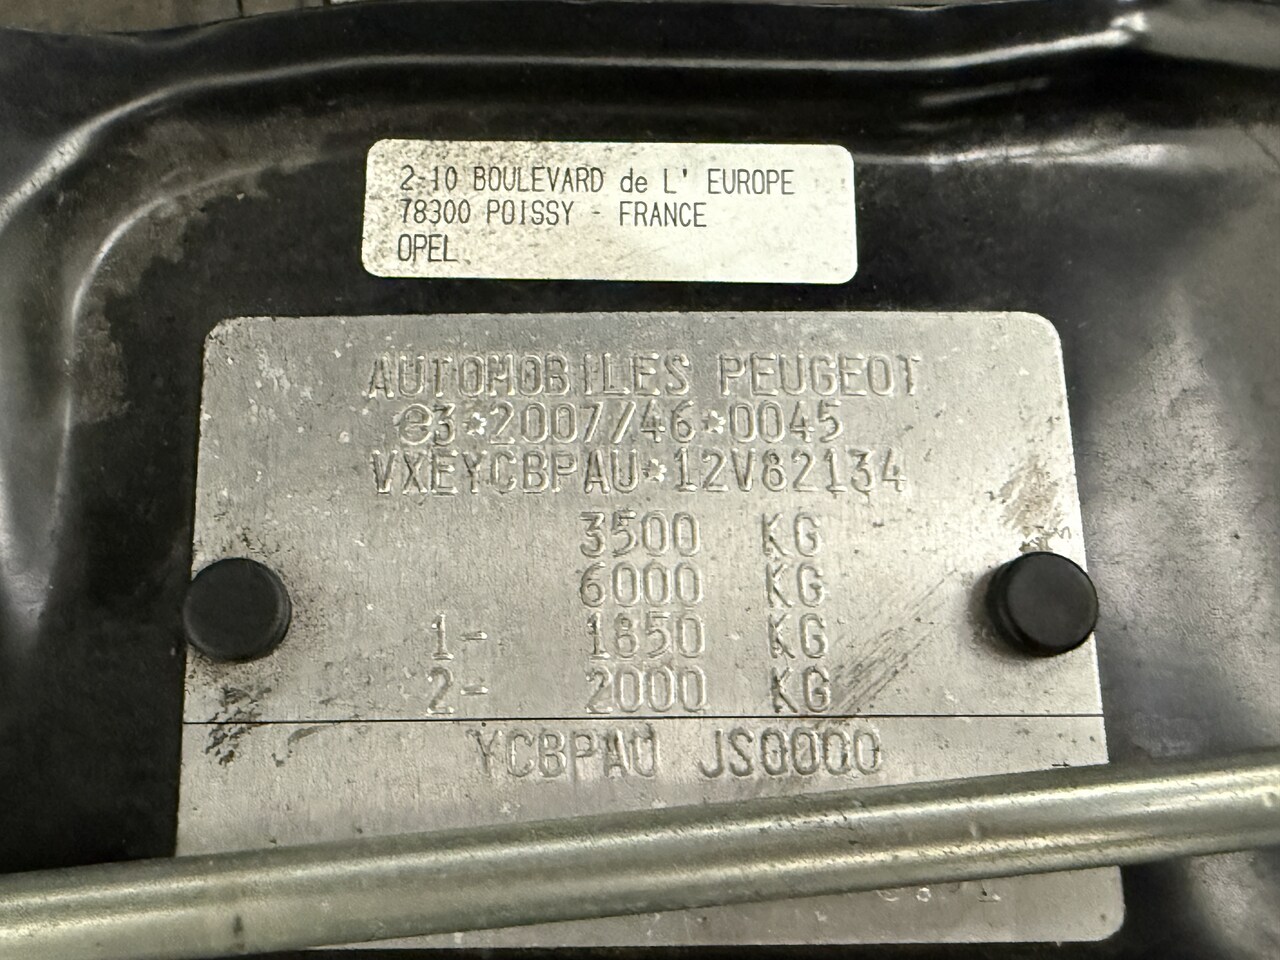 2-10 BOULEVARD de L' EUROPE
78300 POISSY - FRANCE
OPEL
AUTOMOBILES PEUGEOT
e3*2007/46*0045
VXEYCBPAU*12V82134
3500 KG
6000 KG
1- 1850 KG
2- 2000 KG
YCBPAU JS0000